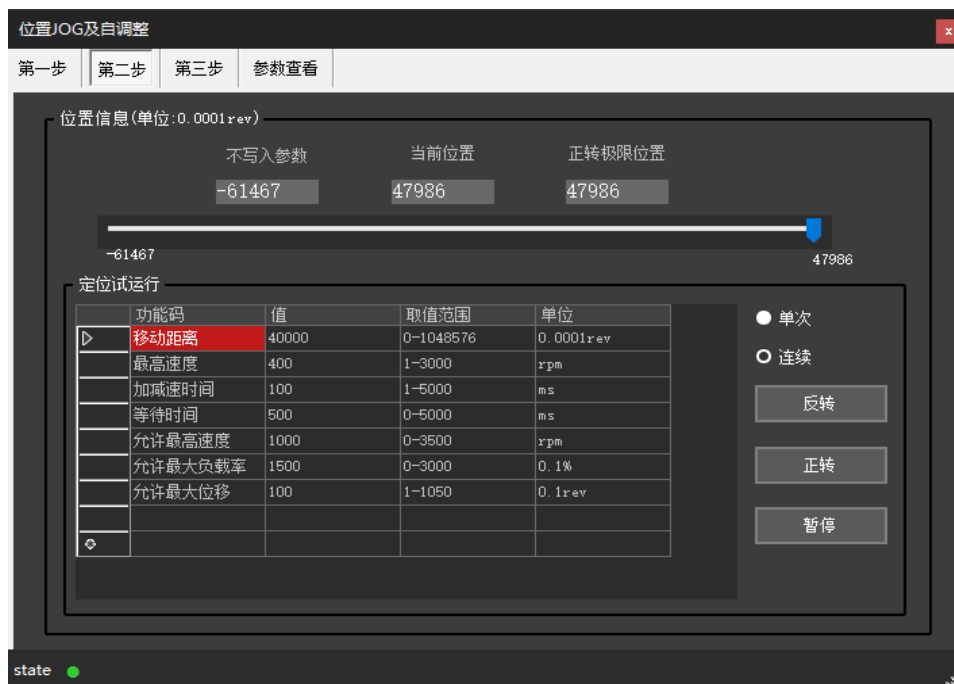 位置JOG及自调整
x
第一步 第二步 第三步 参数查看
位置信息(单位:0.0001rev)
不写入参数 当前位置 正转极限位置
-61467 47986 47986
-61467 47986
定位试运行
功能码 值 取值范围 单位
移动距离 40000 0-1048576 0.0001rev
最高速度 400 1-3000 rpm
加减速时间 100 1-5000 ms
等待时间 500 0-5000 ms
允许最高速度 1000 0-3500 rpm
允许最大负载率 1500 0-3000 0.1%
允许最大位移 100 1-1050 0.1rev
单次
连续
反转
正转
暂停
state